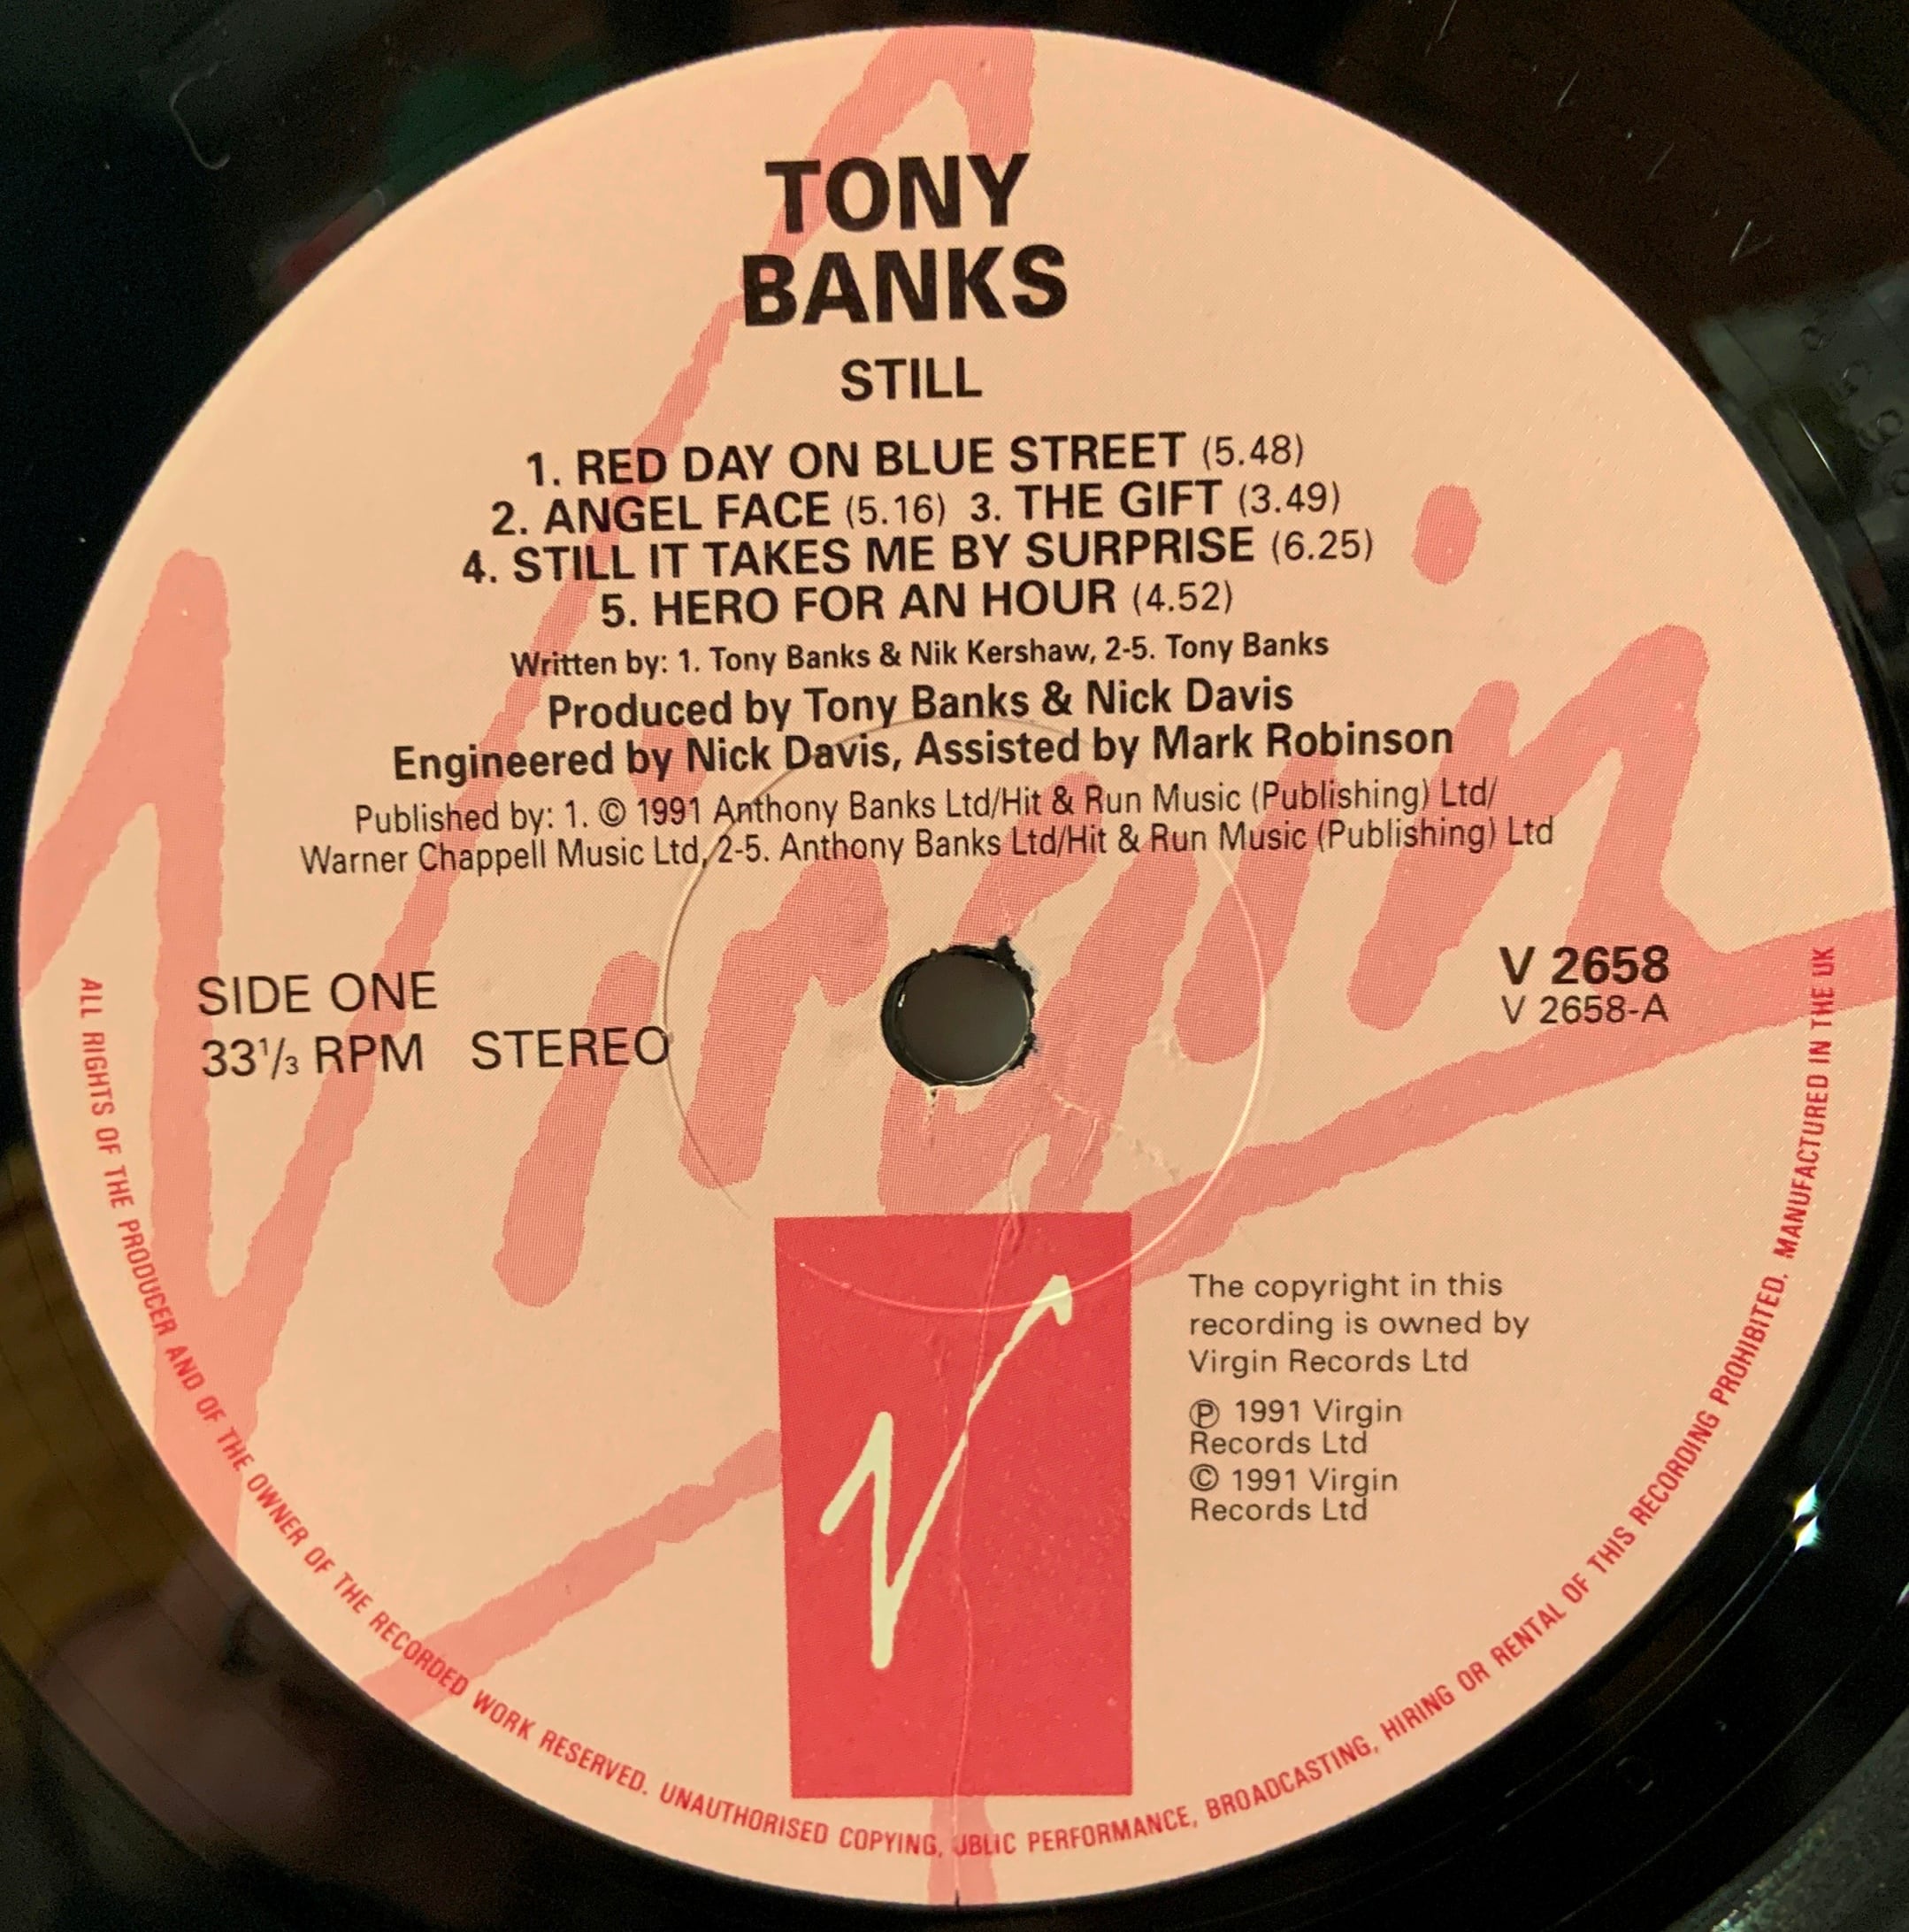 TONY
BANKS
STILL
1. RED DAY ON BLUE STREET (5.48)
2. ANGEL FACE (5.16) 3. THE GIFT (3.49)
4. STILL IT TAKES ME BY SURPRISE (6.25)
5. HERO FOR AN HOUR (4.52)
Written by: 1. Tony Banks & Nik Kershaw, 2-5. Tony Banks
Produced by Tony Banks & Nick Davis
Engineered by Nick Davis, Assisted by Mark Robinson
Published by: 1. © 1991 Anthony Banks Ltd/Hit & Run Music (Publishing) Ltd/
Warner Chappell Music Ltd, 2-5. Anthony Banks Ltd/Hit & Run Music (Publishing) Ltd
Virgin
SIDE ONE
33⅓ RPM STEREO
V 2658
V 2658-A
The copyright in this
recording is owned by
Virgin Records Ltd
℗ 1991 Virgin
Records Ltd
© 1991 Virgin
Records Ltd
V
ALL RIGHTS OF THE PRODUCER AND OF THE OWNER OF THE RECORDED WORK RESERVED. UNAUTHORISED COPYING, UBLIC PERFORMANCE, BROADCASTING, HIRING OR RENTAL OF THIS RECORDING PROHIBITED. MANUFACTURED IN THE UK